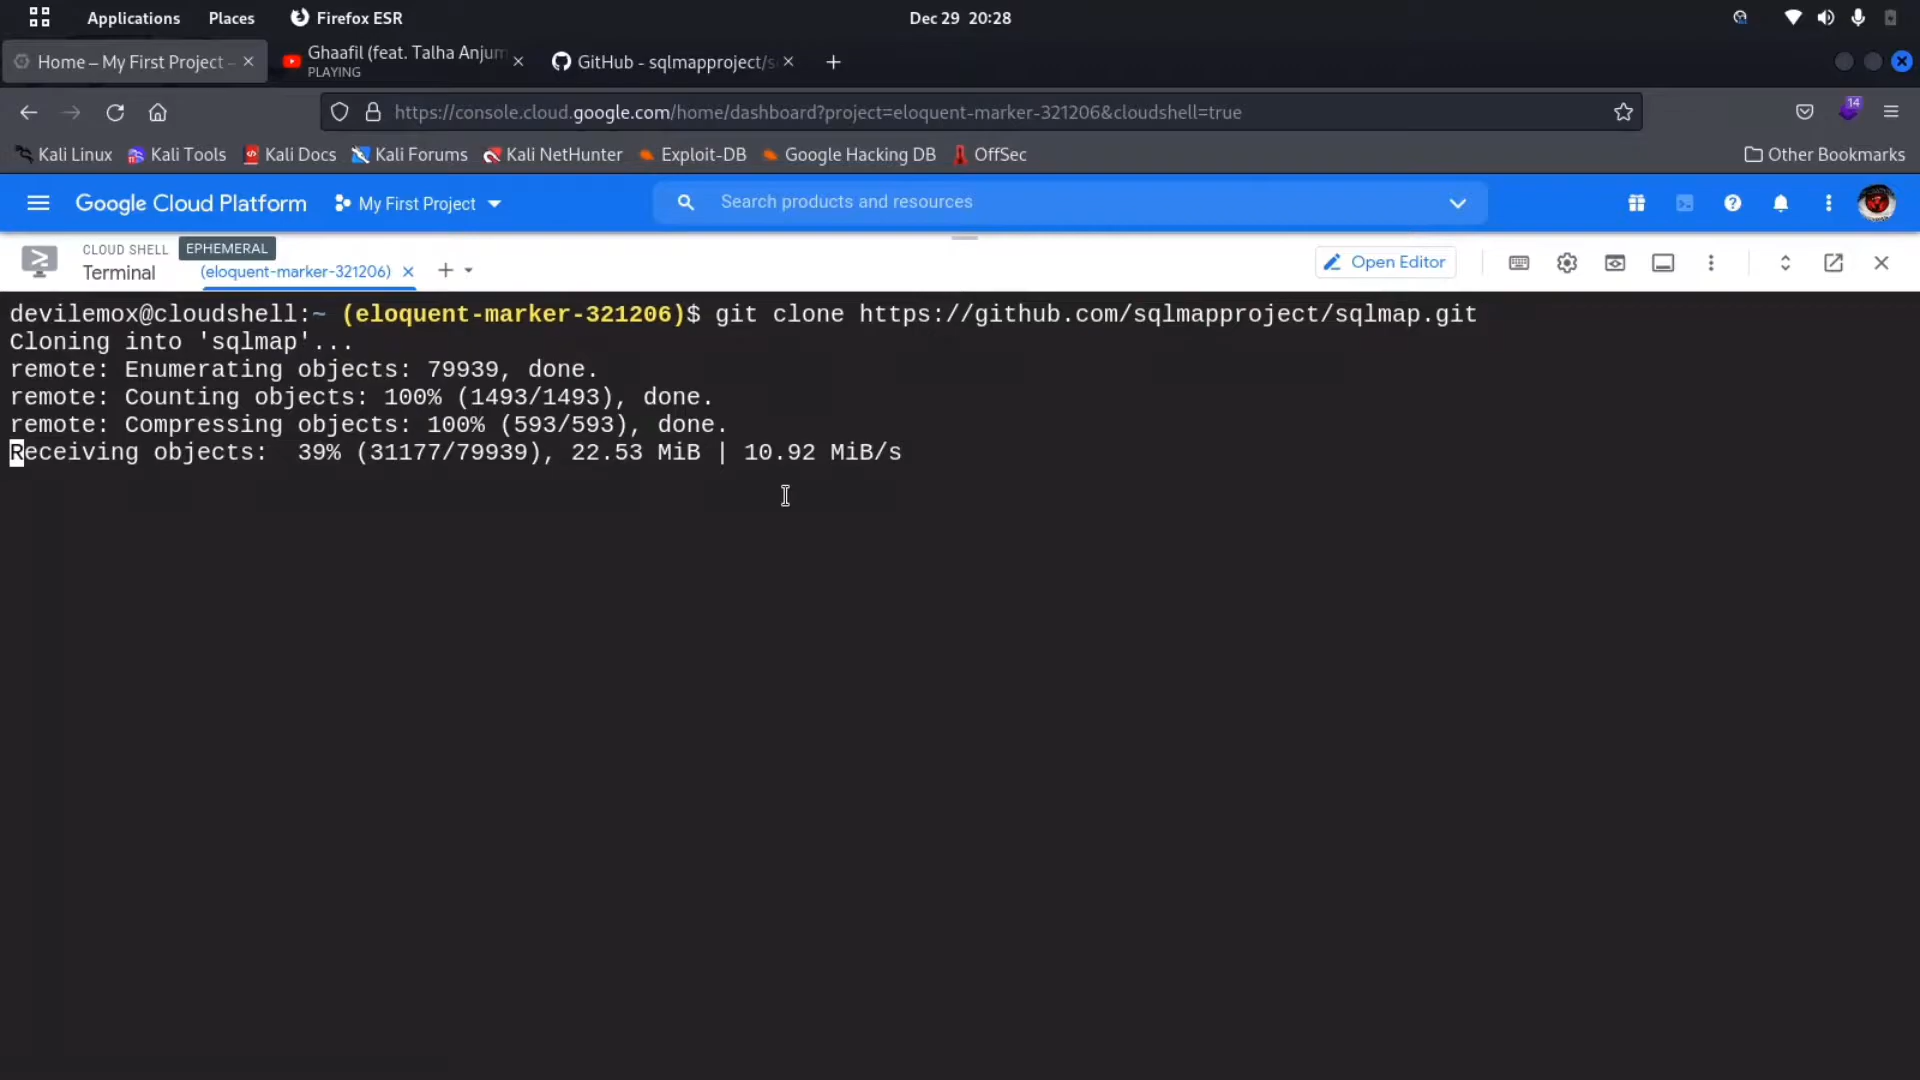 Applications Places Firefox ESR Dec 29 20:28
Home – My First Project –
Ghaafil (feat. Talha Anjum
PLAYING
GitHub - sqlmapproject/s
https://console.cloud.google.com/home/dashboard?project=eloquent-marker-321206&cloudshell=true
14
Kali Linux Kali Tools Kali Docs Kali Forums Kali NetHunter Exploit-DB Google Hacking DB OffSec Other Bookmarks
Google Cloud Platform My First Project Search products and resources
CLOUD SHELL EPHEMERAL
Terminal (eloquent-marker-321206) Open Editor
devilemox@cloudshell:~ (eloquent-marker-321206)$ git clone https://github.com/sqlmapproject/sqlmap.git
Cloning into 'sqlmap'...
remote: Enumerating objects: 79939, done.
remote: Counting objects: 100% (1493/1493), done.
remote: Compressing objects: 100% (593/593), done.
Receiving objects:  39% (31177/79939), 22.53 MiB | 10.92 MiB/s